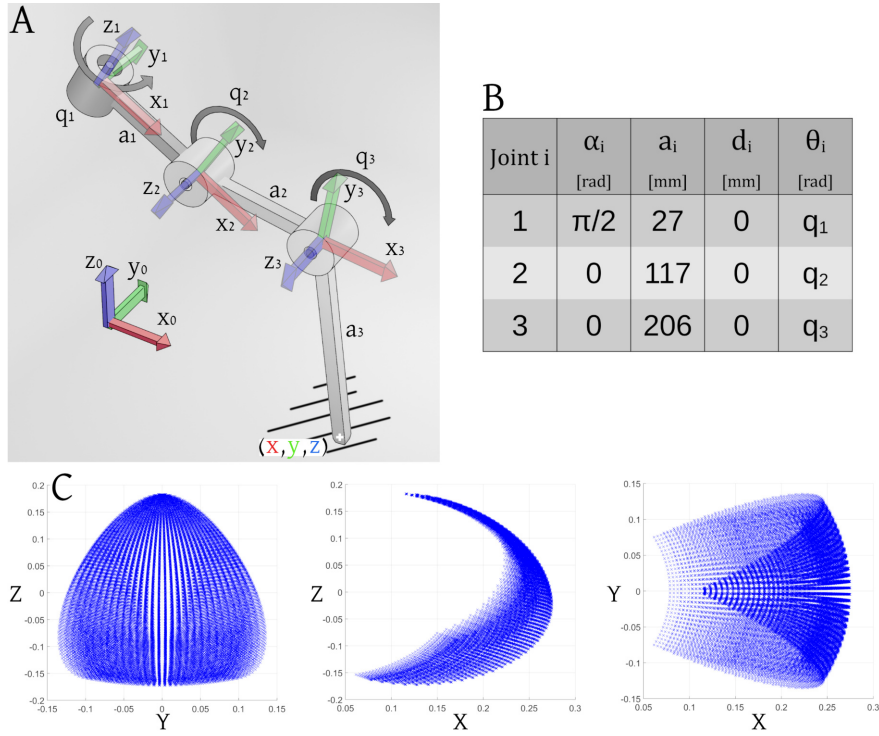 A
z1
y1
x1
q1
a1
q2
y2
z2
x2
a2
q3
y3
z3
x3
a3
z0
y0
x0
(x,y,z)
B
Joint i αi [rad] ai [mm] di [mm] θi [rad]
1 π/2 27 0 q1
2 0 117 0 q2
3 0 206 0 q3
C
0.2
0.15
0.1
0.05
0
-0.05
-0.1
-0.15
-0.2
Z
-0.15 -0.1 -0.05 0 0.05 0.1 0.15
Y
0.2
0.15
0.1
0.05
0
-0.05
-0.1
-0.15
-0.2
Z
0.05 0.1 0.15 0.2 0.25 0.3
X
0.15
0.1
0.05
0
-0.05
-0.1
-0.15
Y
0.05 0.1 0.15 0.2 0.25 0.3
X